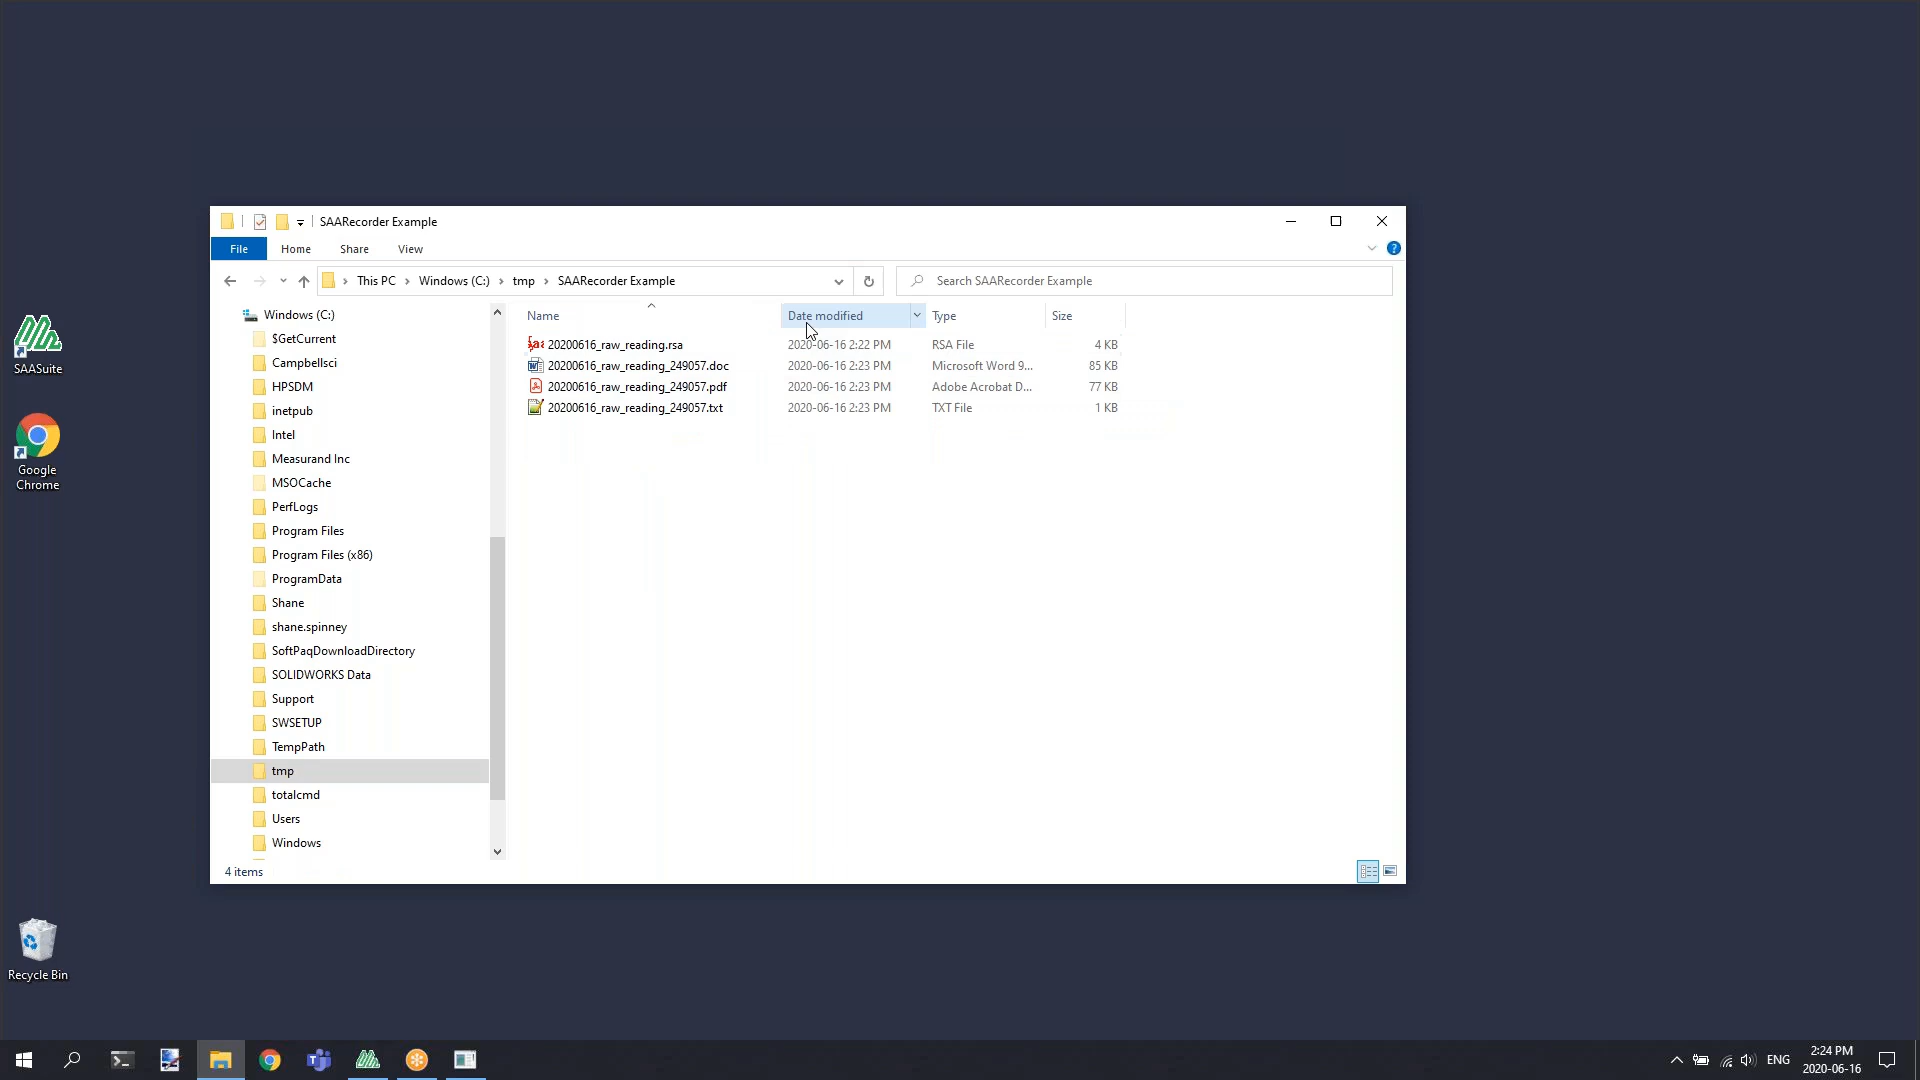 SAARecorder Example
File Home Share View
This PC Windows (C:) tmp SAARecorder Example
Search SAARecorder Example
Windows (C:)
$GetCurrent
Campbellsci
HPSDM
inetpub
Intel
Measurand Inc
MSOCache
PerfLogs
Program Files
Program Files (x86)
ProgramData
Shane
shane.spinney
SoftPaqDownloadDirectory
SOLIDWORKS Data
Support
SWSETUP
TempPath
tmp
totalcmd
Users
Windows
Name Date modified Type Size
20200616_raw_reading.rsa 2020-06-16 2:22 PM RSA File 4 KB
20200616_raw_reading_249057.doc 2020-06-16 2:23 PM Microsoft Word 9... 85 KB
20200616_raw_reading_249057.pdf 2020-06-16 2:23 PM Adobe Acrobat D... 77 KB
20200616_raw_reading_249057.txt 2020-06-16 2:23 PM TXT File 1 KB
4 items
SAASuite
Google
Chrome
Recycle Bin
ENG
2:24 PM
2020-06-16